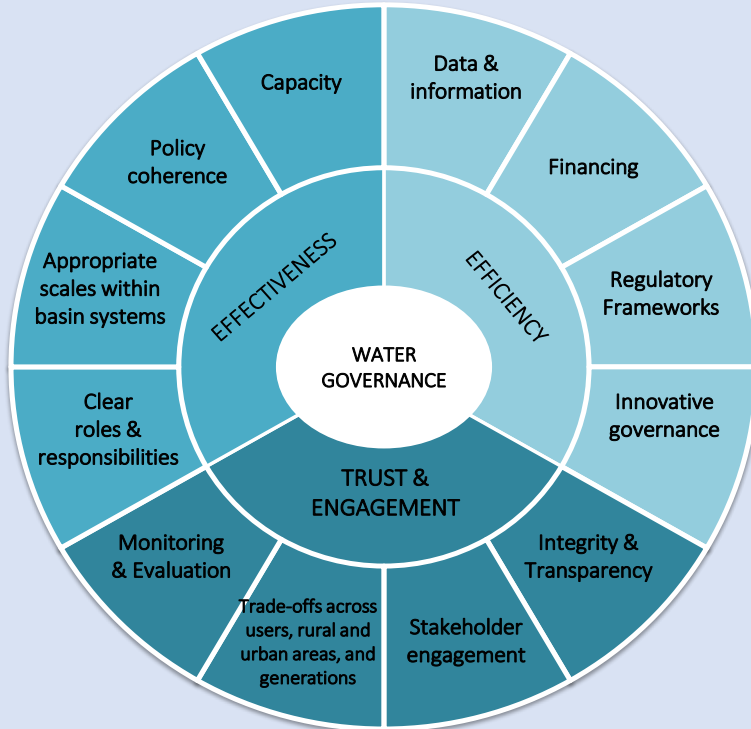 Capacity
Data &
information
Policy
coherence
Financing
Appropriate
scales within
basin systems
EFFECTIVENESS
EFFICIENCY
Regulatory
Frameworks
WATER
GOVERNANCE
Clear
roles &
responsibilities
Innovative
governance
TRUST &
ENGAGEMENT
Monitoring
& Evaluation
Integrity &
Transparency
Trade-offs across
users, rural and
urban areas, and
generations
Stakeholder
engagement